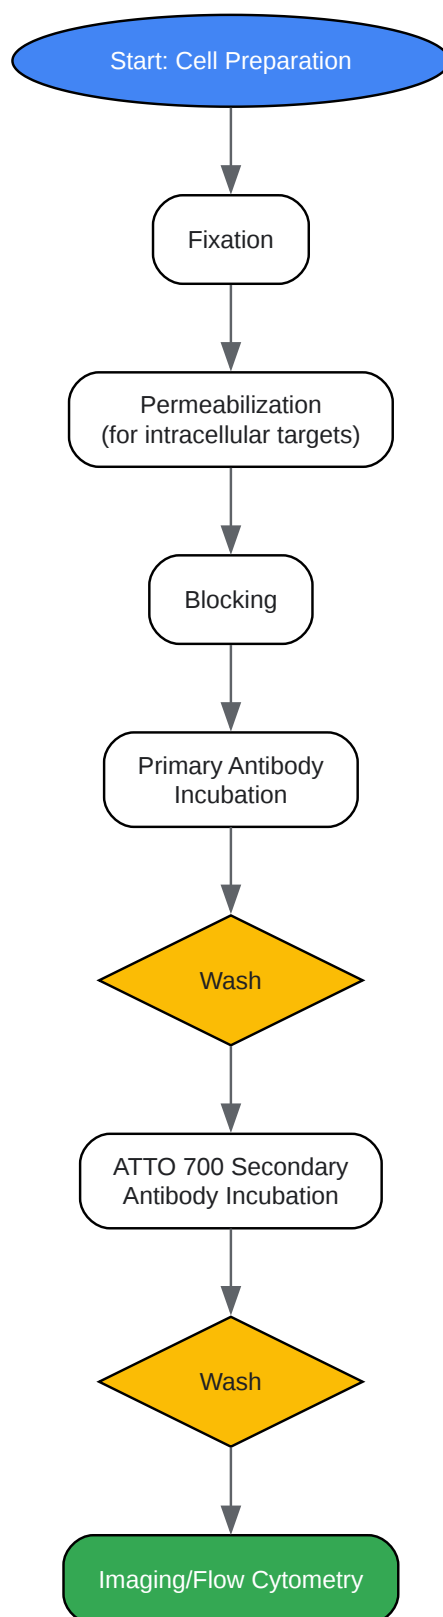 Start: Cell Preparation
Fixation
Permeabilization
(for intracellular targets)
Blocking
Primary Antibody
Incubation
Wash
ATTO 700 Secondary
Antibody Incubation
Wash
Imaging/Flow Cytometry